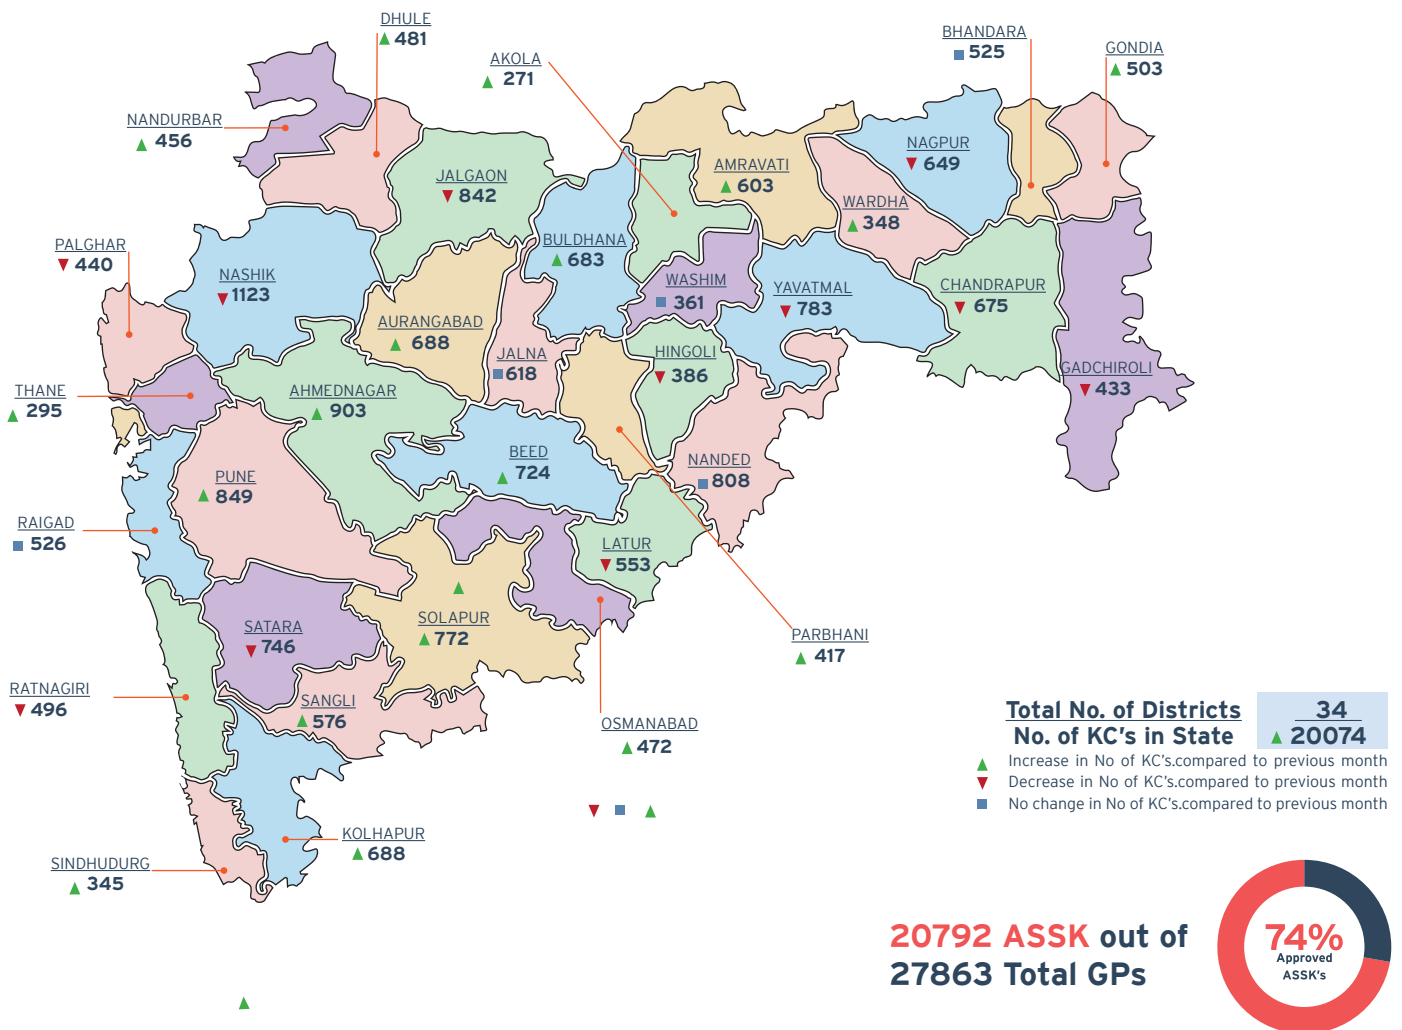 DHULE
481
AKOLA
271
BHANDARA
525
GONDIA
503
NANDURBAR
456
JALGAON
842
AMRAVATI
603
NAGPUR
649
WARDHA
348
PALGHAR
440
NASHIK
1123
BULDHANA
683
WASHIM
361
YAVATMAL
783
CHANDRAPUR
675
AURANGABAD
688
JALNA
618
HINGOLI
386
GADCHIROLI
433
THANE
295
AHMEDNAGAR
903
BEED
724
NANDED
808
PUNE
849
RAIGAD
526
LATUR
553
SOLAPUR
772
SATARA
746
PARBHANI
417
RATNAGIRI
496
SANGLI
576
OSMANABAD
472
KOLHAPUR
688
SINDHUDURG
345
Total No. of Districts 34
No. of KC's in State 20074
Increase in No of KC's.compared to previous month
Decrease in No of KC's.compared to previous month
No change in No of KC's.compared to previous month
20792 ASSK out of
27863 Total GPs
74%
Approved
ASSK's